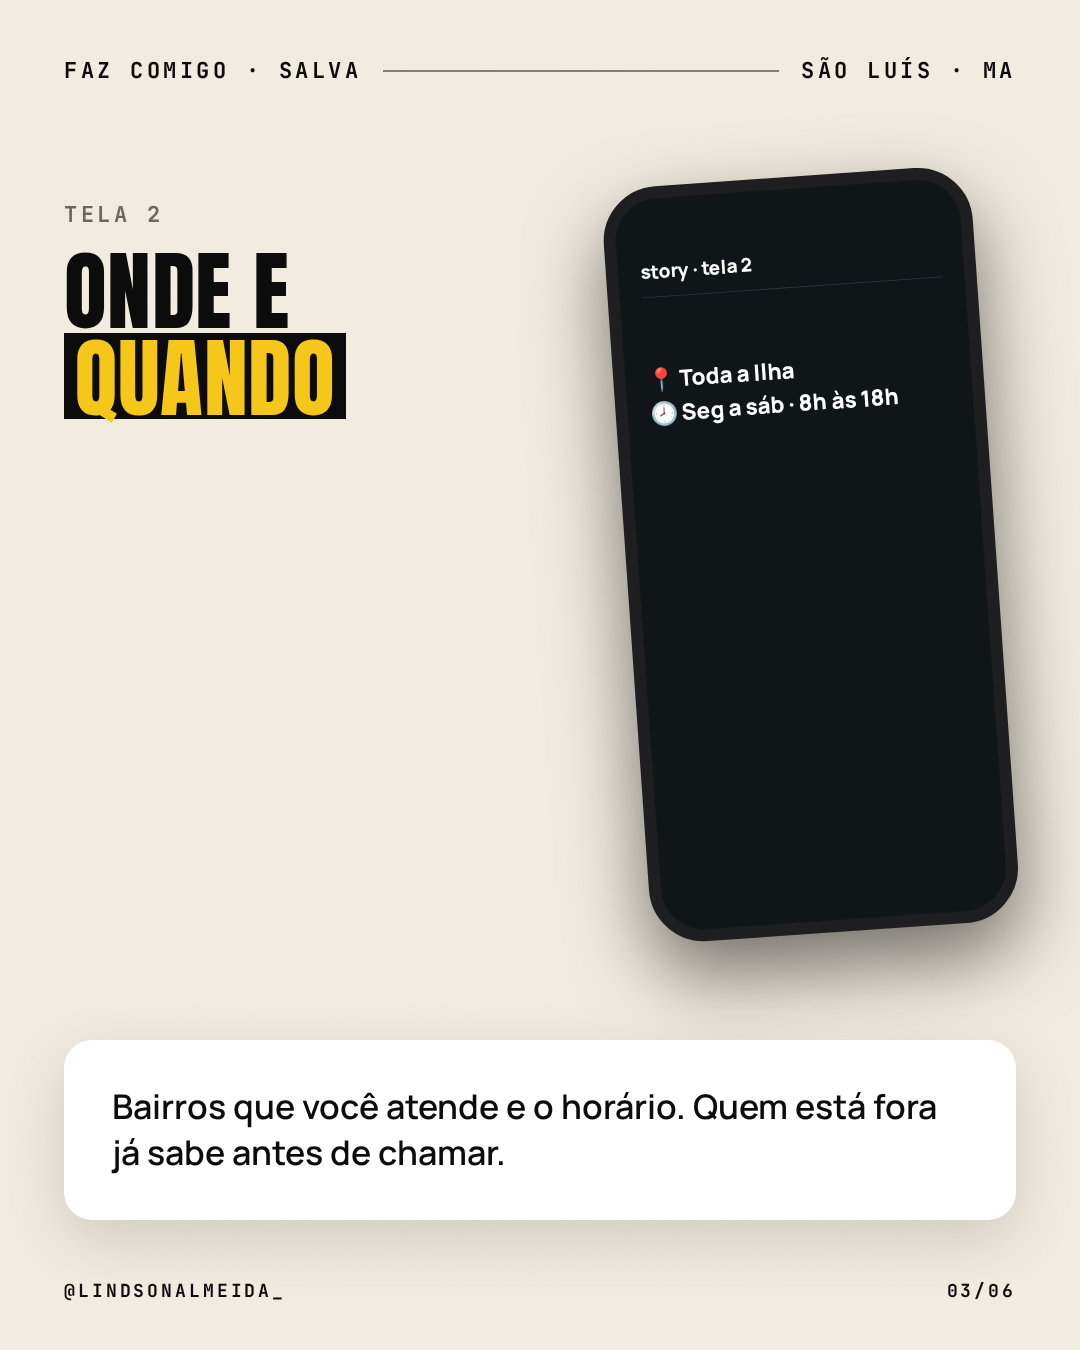 FAZ COMIGO · SALVA
SÃO LUÍS · MA
TELA 2
ONDE E
QUANDO
story · tela 2
📍 Toda a Ilha
🕗 Seg a sáb · 8h às 18h
Bairros que você atende e o horário. Quem está fora
já sabe antes de chamar.
@LINDSONALMEIDA_
03/06